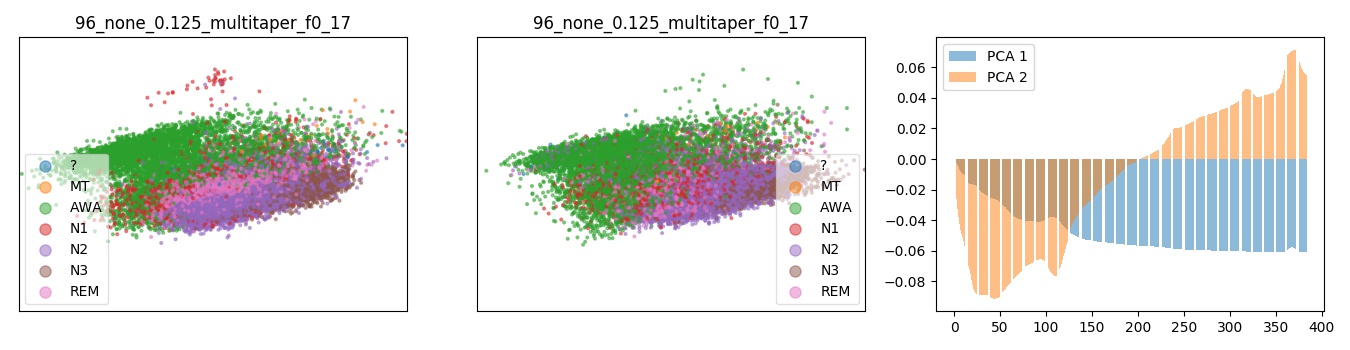 96_none_0.125_multitaper_f0_17
?
MT
AWA
N1
N2
N3
REM
96_none_0.125_multitaper_f0_17
?
MT
AWA
N1
N2
N3
REM
PCA 1
PCA 2
0.06
0.04
0.02
0.00
−0.02
−0.04
−0.06
−0.08
0 50 100 150 200 250 300 350 400